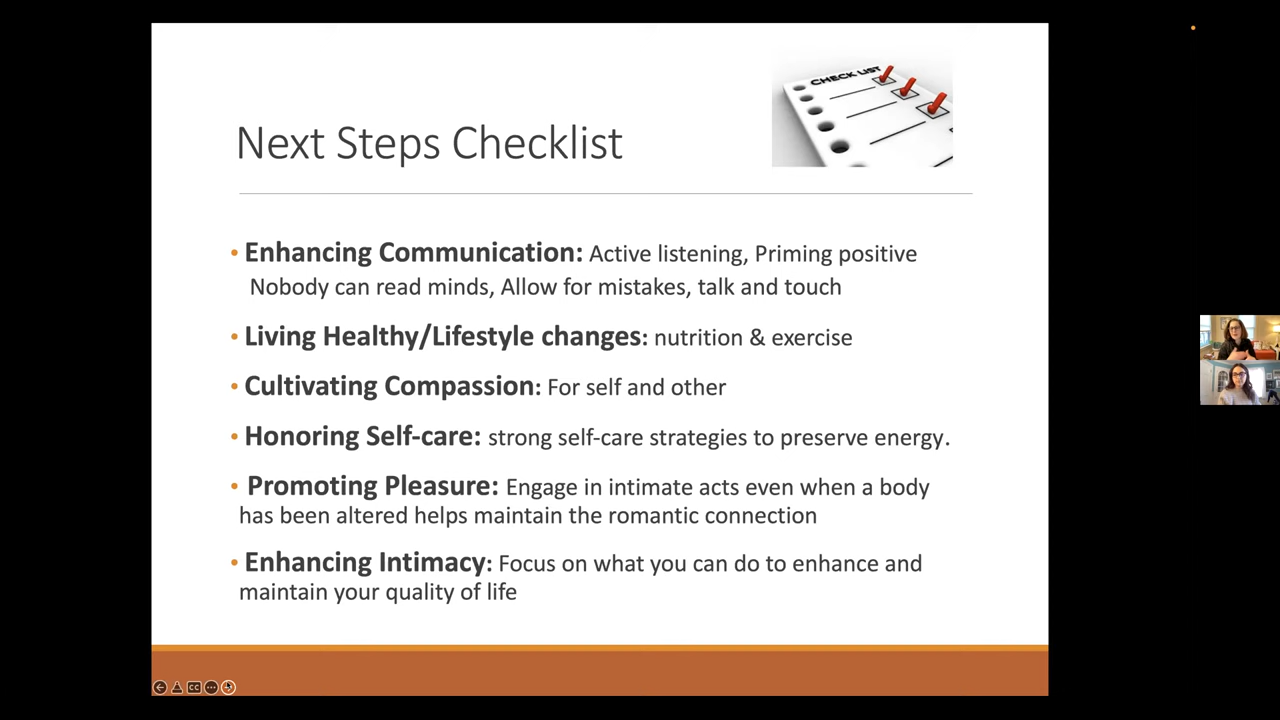 CHECK LIST
Next Steps Checklist
• Enhancing Communication: Active listening, Priming positive
Nobody can read minds, Allow for mistakes, talk and touch
• Living Healthy/Lifestyle changes: nutrition & exercise
• Cultivating Compassion: For self and other
• Honoring Self-care: strong self-care strategies to preserve energy.
• Promoting Pleasure: Engage in intimate acts even when a body
has been altered helps maintain the romantic connection
• Enhancing Intimacy: Focus on what you can do to enhance and
maintain your quality of life
CC